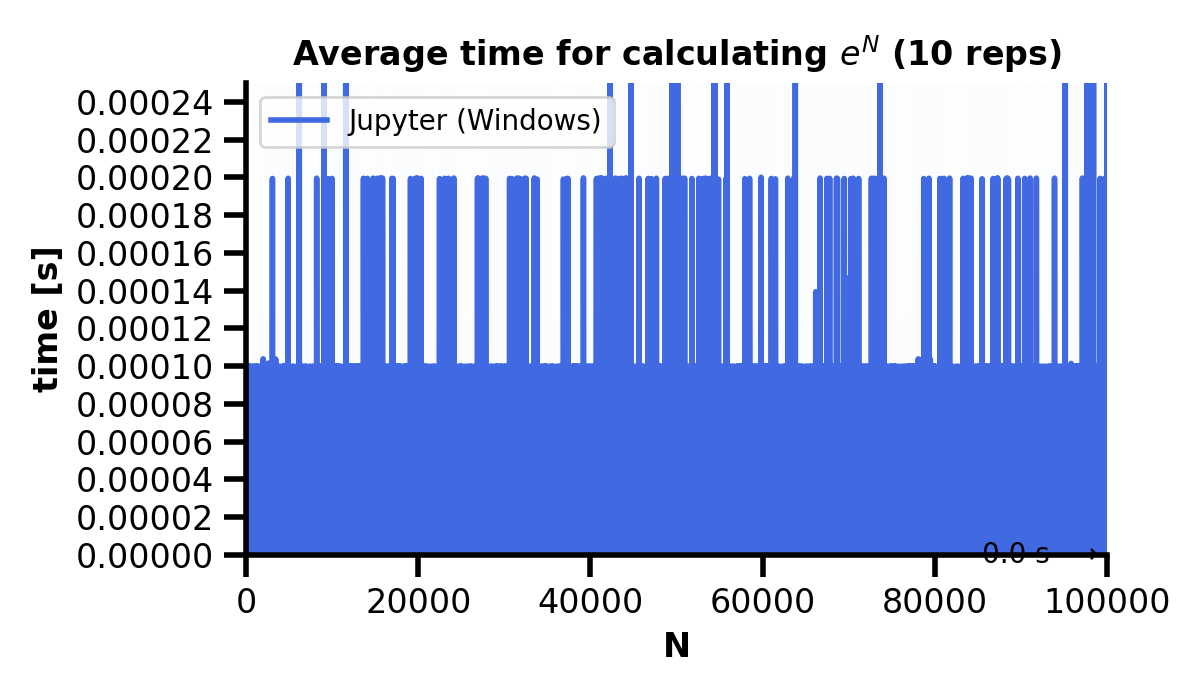 Average time for calculating e^N (10 reps)
Jupyter (Windows)
0.00024
0.00022
0.00020
0.00018
0.00016
0.00014
0.00012
0.00010
0.00008
0.00006
0.00004
0.00002
0.00000
time [s]
0.0 s →
0 20000 40000 60000 80000 100000
N